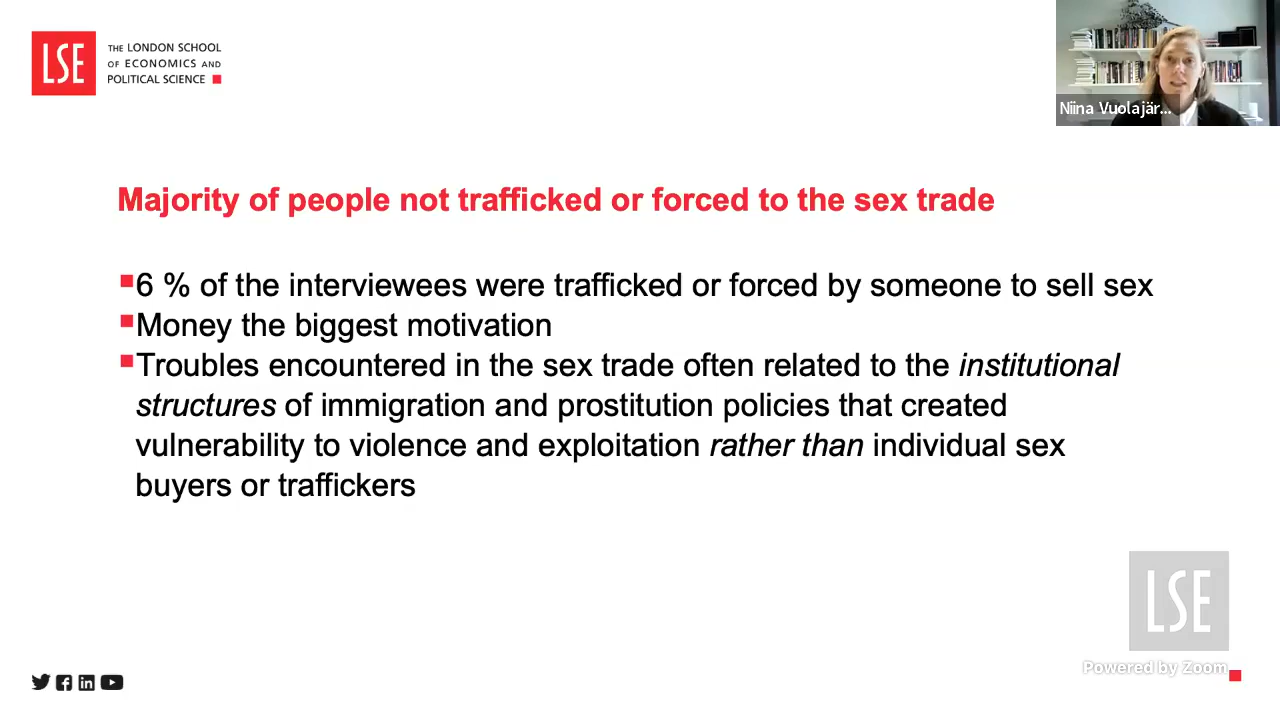 LSE
THE LONDON SCHOOL
OF ECONOMICS AND
POLITICAL SCIENCE
Niina Vuolajär...
Majority of people not trafficked or forced to the sex trade
6 % of the interviewees were trafficked or forced by someone to sell sex
Money the biggest motivation
Troubles encountered in the sex trade often related to the institutional
structures of immigration and prostitution policies that created
vulnerability to violence and exploitation rather than individual sex
buyers or traffickers
LSE
Powered by Zoom